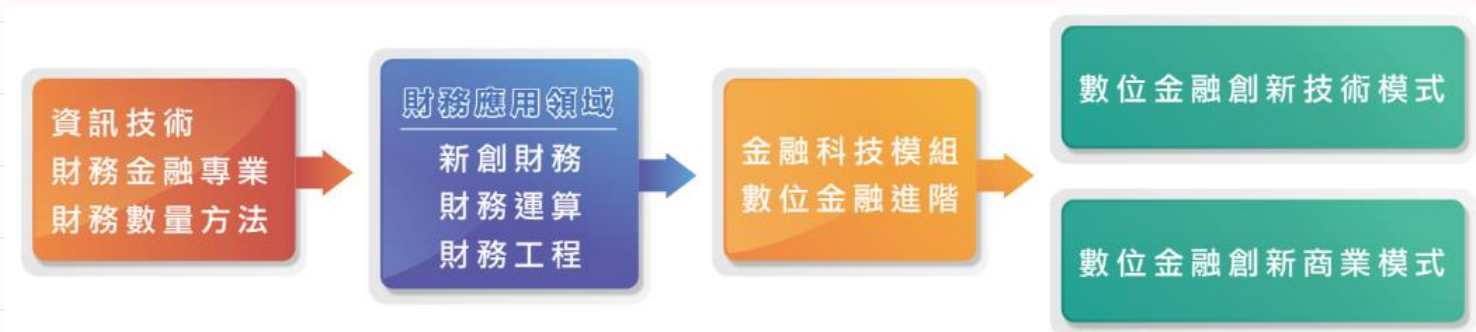 資訊技術
財務金融專業
財務數量方法
財務應用領域
新創財務
財務運算
財務工程
金融科技模組
數位金融進階
數位金融創新技術模式
數位金融創新商業模式